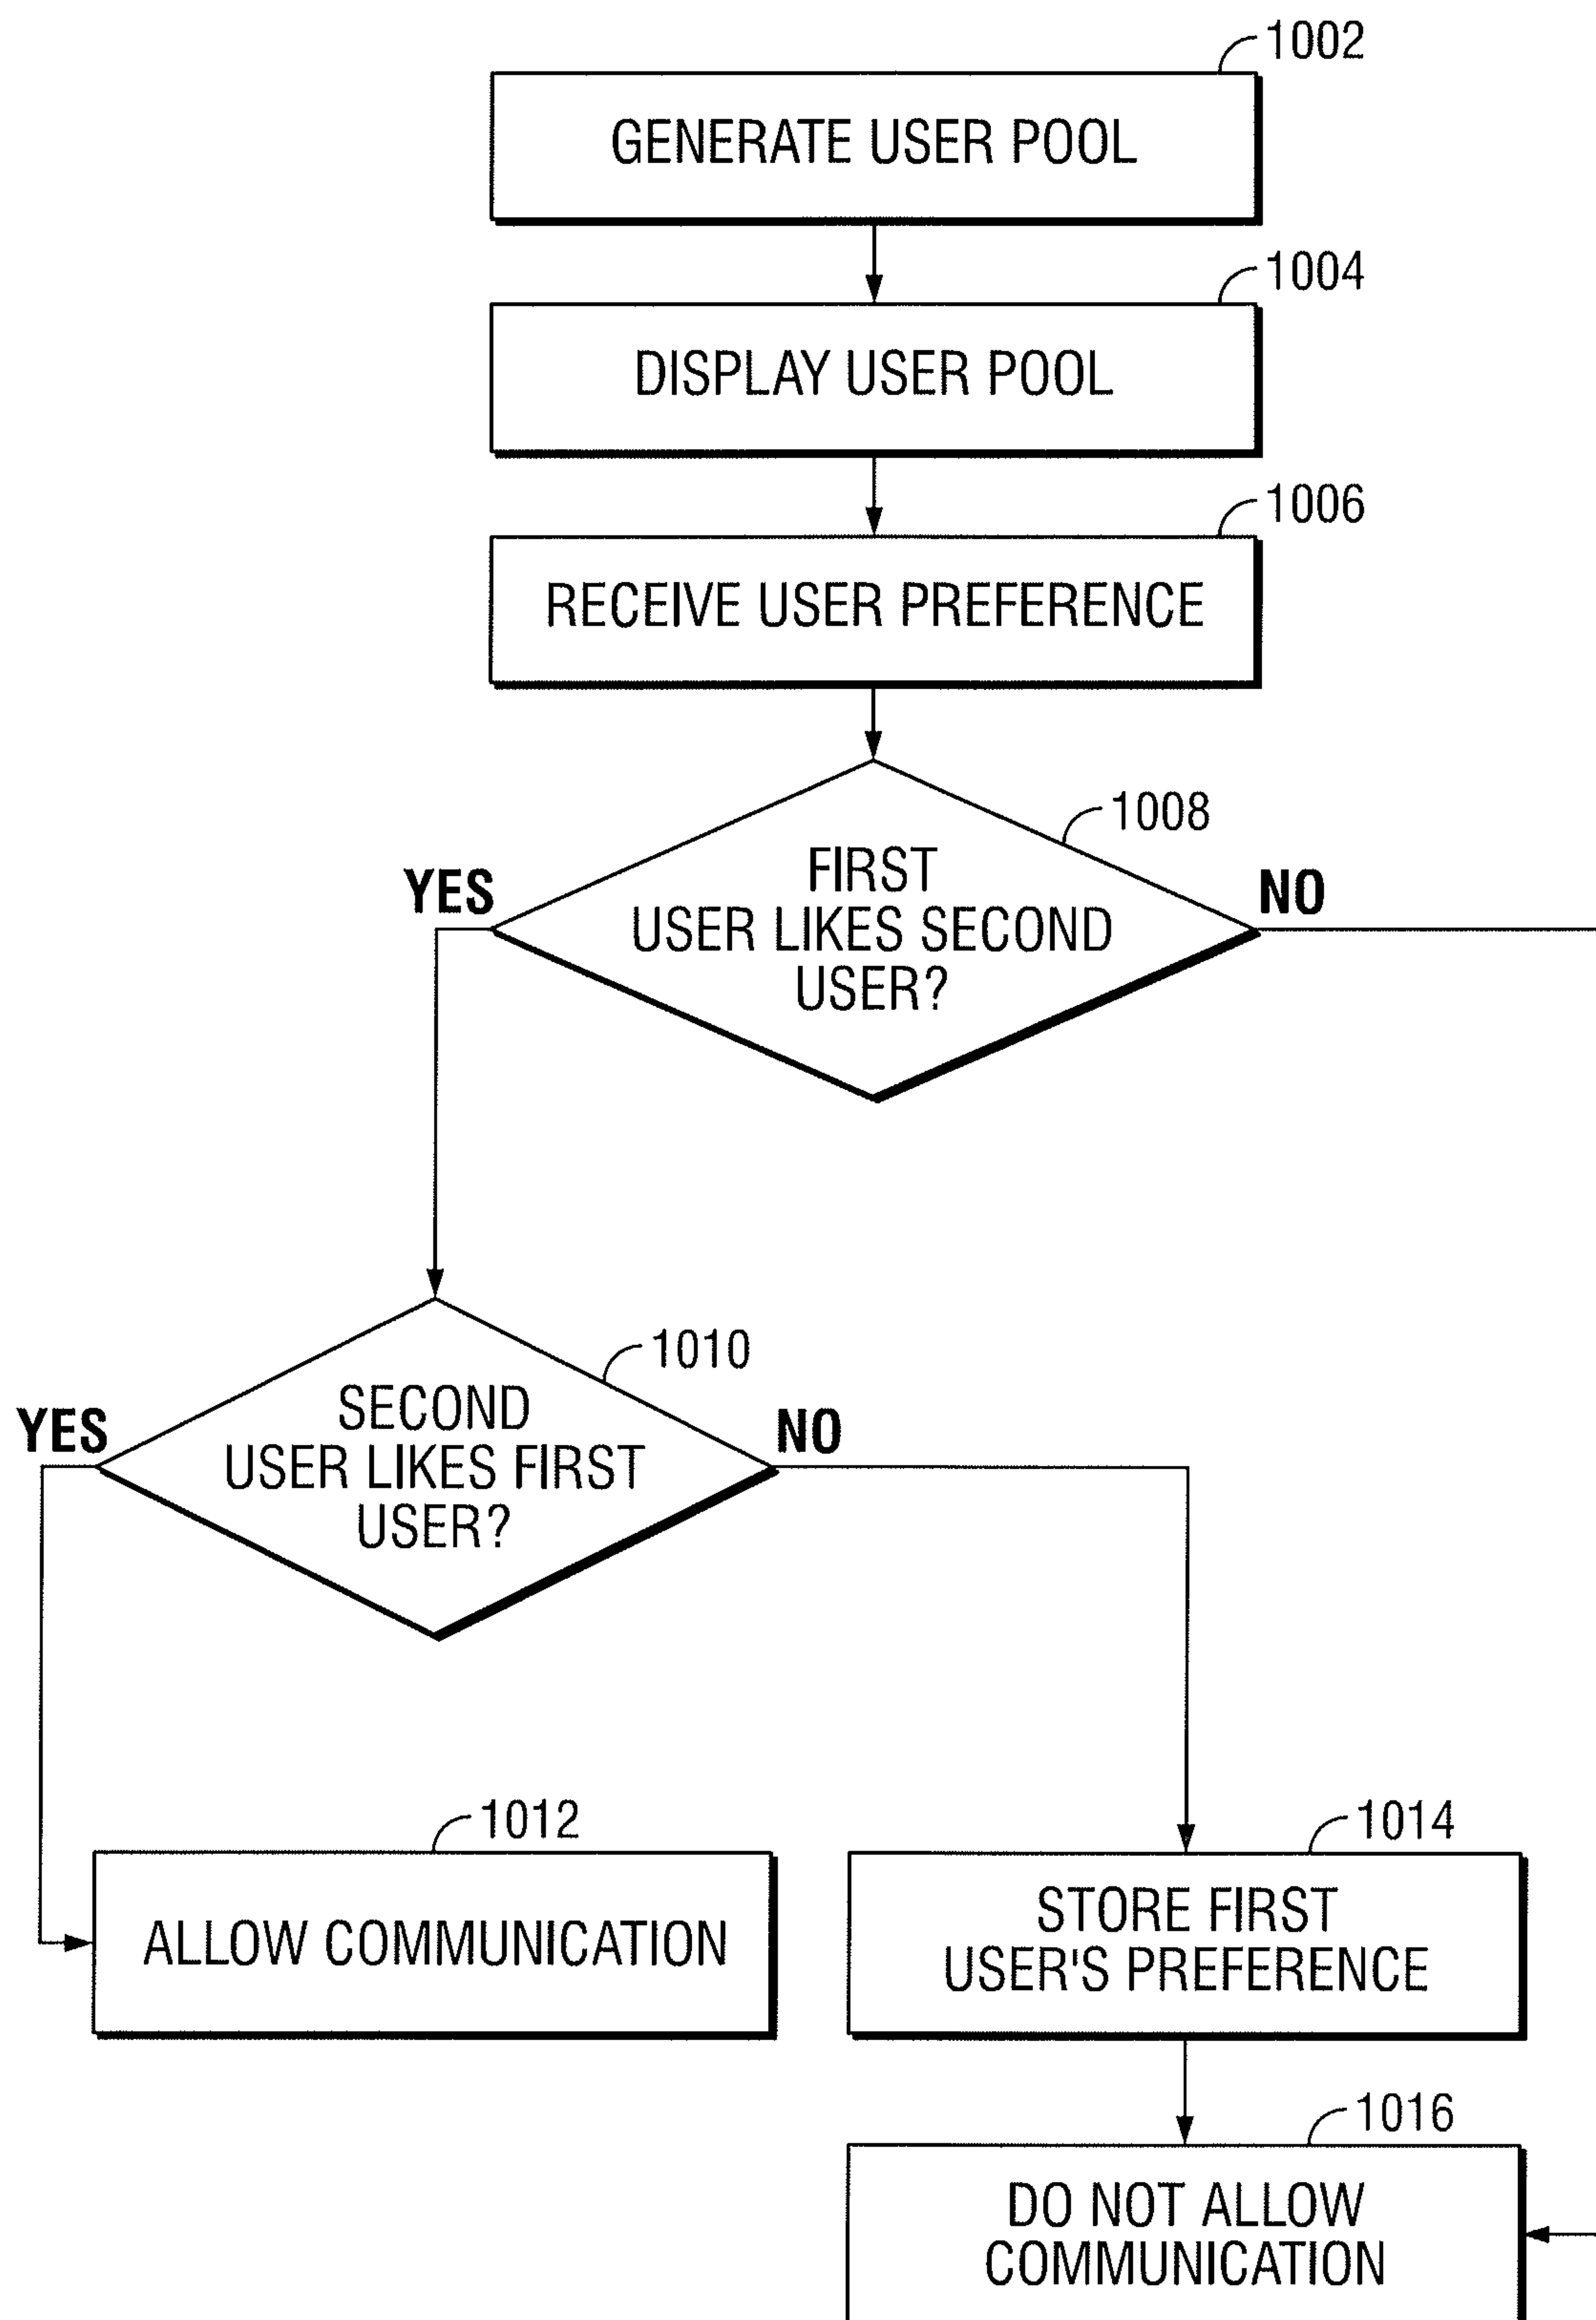 1002
GENERATE USER POOL
1004
DISPLAY USER POOL
1006
RECEIVE USER PREFERENCE
1008
YES
NO
FIRST
USER LIKES SECOND
USER?
1010
YES
NO
SECOND
USER LIKES FIRST
USER?
1012
ALLOW COMMUNICATION
1014
STORE FIRST
USER'S PREFERENCE
1016
DO NOT ALLOW
COMMUNICATION